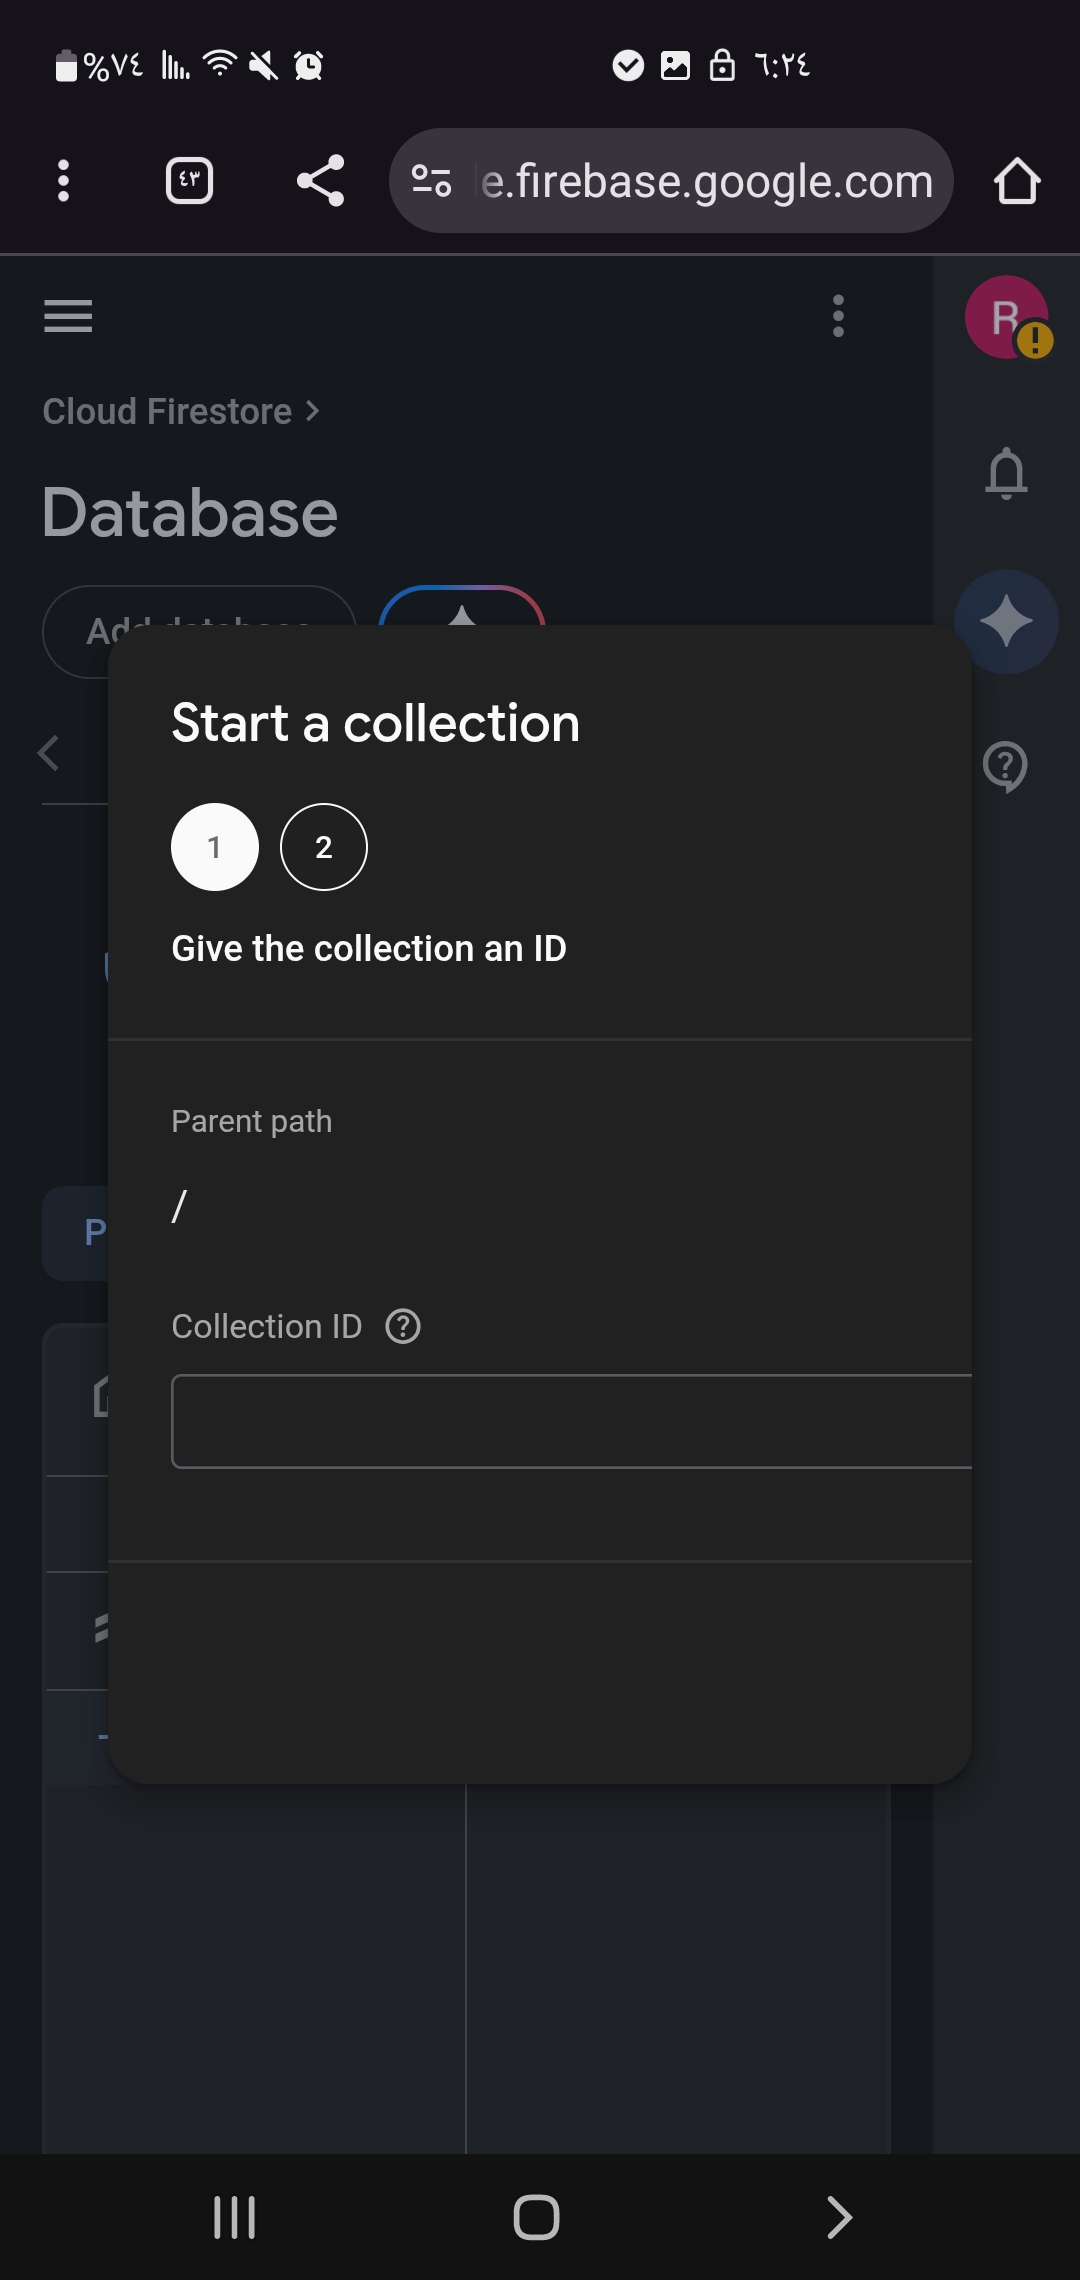 %٧٤ ٦:٢٤
٤٣ e.firebase.google.com
R
Cloud Firestore
Database
Add database
Start a collection
1 2
Give the collection an ID
Parent path
/
P
Collection ID